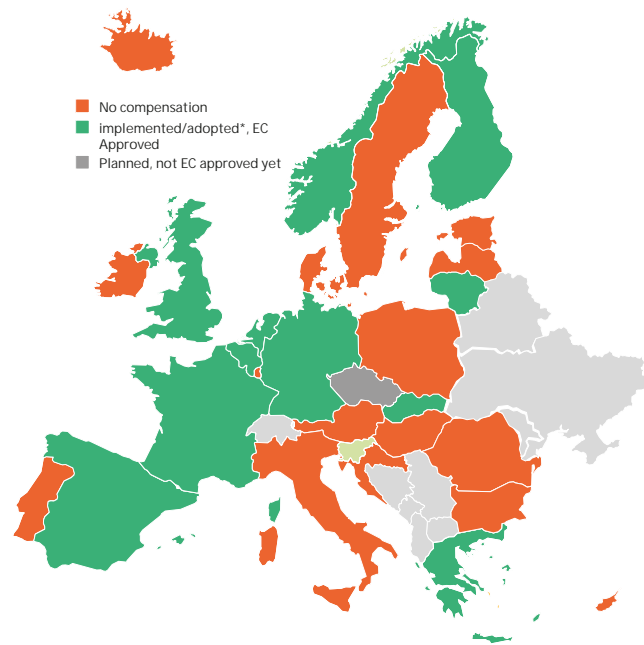 No compensation
implemented/adopted*, EC
Approved
Planned, not EC approved yet